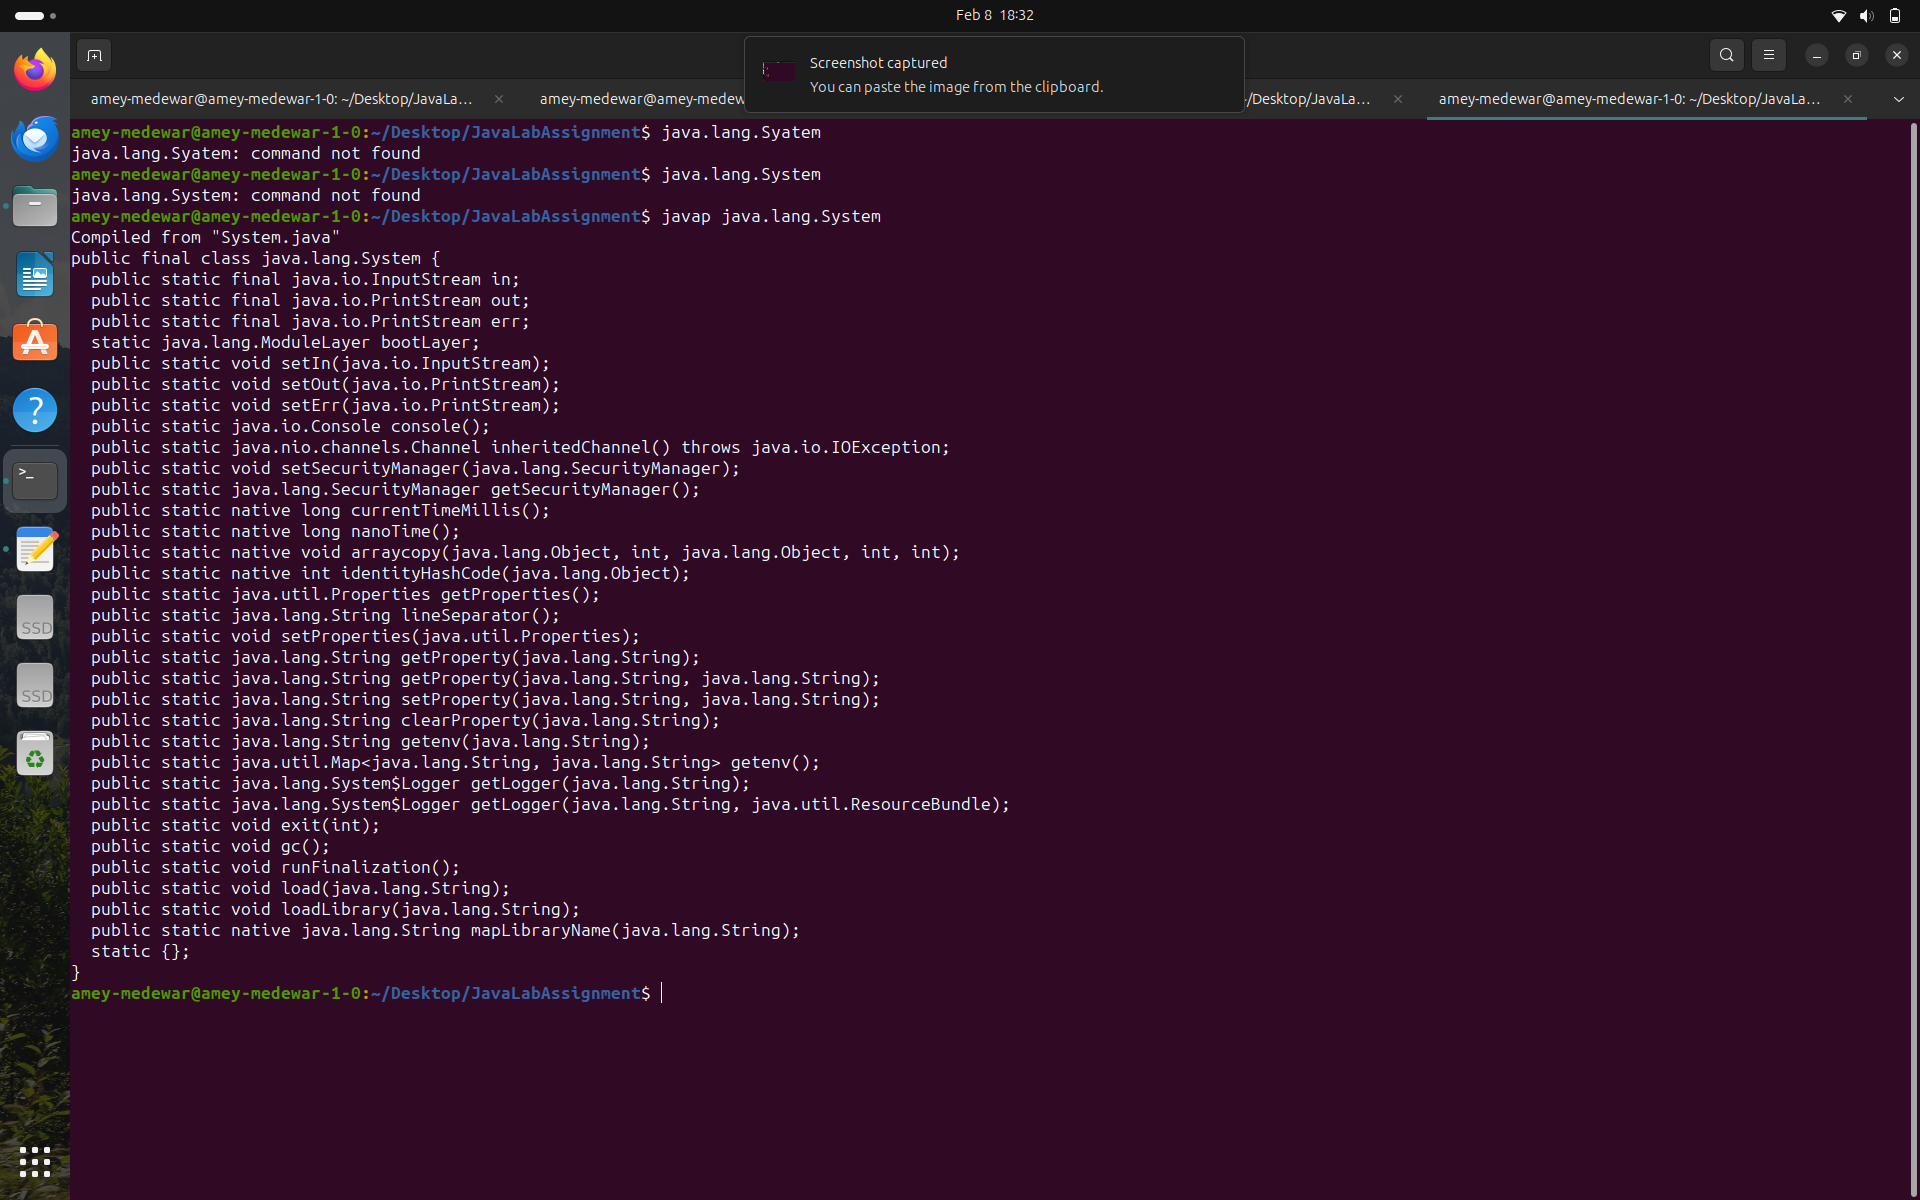 Feb 8 18:32
Screenshot captured
You can paste the image from the clipboard.
amey-medewar@amey-medewar-1-0: ~/Desktop/JavaLa...
amey-medewar@amey-medew
/Desktop/JavaLa...
amey-medewar@amey-medewar-1-0: ~/Desktop/JavaLa...
amey-medewar@amey-medewar-1-0:~/Desktop/JavaLabAssignment$ java.lang.Syatem
java.lang.Syatem: command not found
amey-medewar@amey-medewar-1-0:~/Desktop/JavaLabAssignment$ java.lang.System
java.lang.System: command not found
amey-medewar@amey-medewar-1-0:~/Desktop/JavaLabAssignment$ javap java.lang.System
Compiled from "System.java"
public final class java.lang.System {
  public static final java.io.InputStream in;
  public static final java.io.PrintStream out;
  public static final java.io.PrintStream err;
  static java.lang.ModuleLayer bootLayer;
  public static void setIn(java.io.InputStream);
  public static void setOut(java.io.PrintStream);
  public static void setErr(java.io.PrintStream);
  public static java.io.Console console();
  public static java.nio.channels.Channel inheritedChannel() throws java.io.IOException;
  public static void setSecurityManager(java.lang.SecurityManager);
  public static java.lang.SecurityManager getSecurityManager();
  public static native long currentTimeMillis();
  public static native long nanoTime();
  public static native void arraycopy(java.lang.Object, int, java.lang.Object, int, int);
  public static native int identityHashCode(java.lang.Object);
  public static java.util.Properties getProperties();
  public static java.lang.String lineSeparator();
  public static void setProperties(java.util.Properties);
  public static java.lang.String getProperty(java.lang.String);
  public static java.lang.String getProperty(java.lang.String, java.lang.String);
  public static java.lang.String setProperty(java.lang.String, java.lang.String);
  public static java.lang.String clearProperty(java.lang.String);
  public static java.lang.String getenv(java.lang.String);
  public static java.util.Map<java.lang.String, java.lang.String> getenv();
  public static java.lang.System$Logger getLogger(java.lang.String);
  public static java.lang.System$Logger getLogger(java.lang.String, java.util.ResourceBundle);
  public static void exit(int);
  public static void gc();
  public static void runFinalization();
  public static void load(java.lang.String);
  public static void loadLibrary(java.lang.String);
  public static native java.lang.String mapLibraryName(java.lang.String);
  static {};
}
amey-medewar@amey-medewar-1-0:~/Desktop/JavaLabAssignment$
SSD
SSD